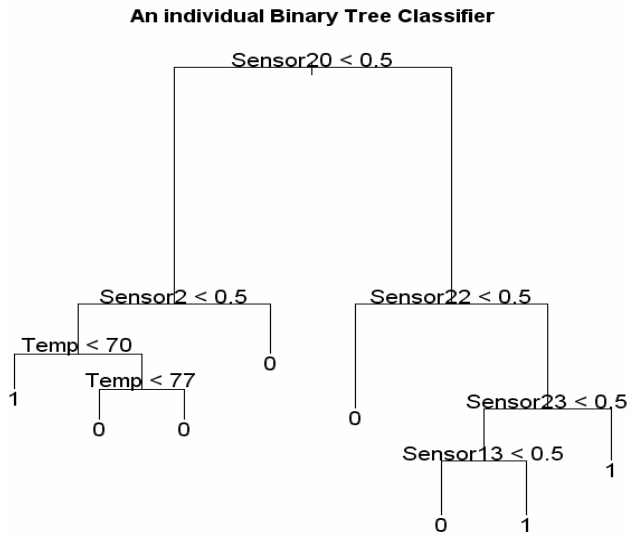 An individual Binary Tree Classifier
Sensor20 < 0.5
Sensor2 < 0.5
Sensor22 < 0.5
Temp < 70
0
Temp < 77
1
0
0
0
Sensor23 < 0.5
Sensor13 < 0.5
1
0
1